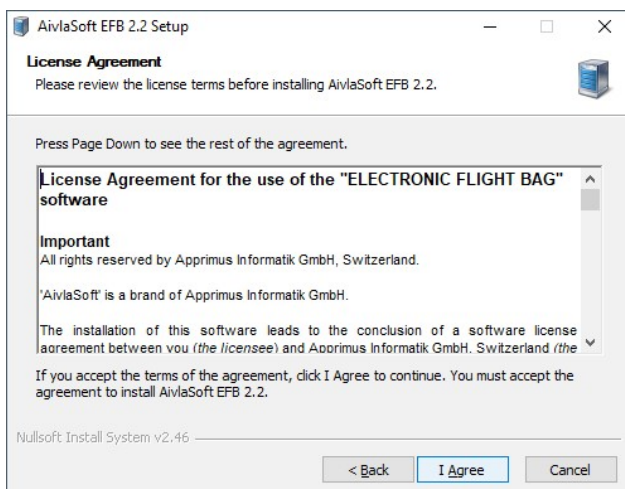 AivlaSoft EFB 2.2 Setup
License Agreement
Please review the license terms before installing AivlaSoft EFB 2.2.
Press Page Down to see the rest of the agreement.
License Agreement for the use of the "ELECTRONIC FLIGHT BAG"
software
Important
All rights reserved by Apprimus Informatik GmbH, Switzerland.
'AivlaSoft' is a brand of Apprimus Informatik GmbH.
The installation of this software leads to the conclusion of a software license
agreement between you (the licensee) and Apprimus Informatik GmbH, Switzerland (the
If you accept the terms of the agreement, click I Agree to continue. You must accept the
agreement to install AivlaSoft EFB 2.2.
Nullsoft Install System v2.46
< Back I Agree Cancel